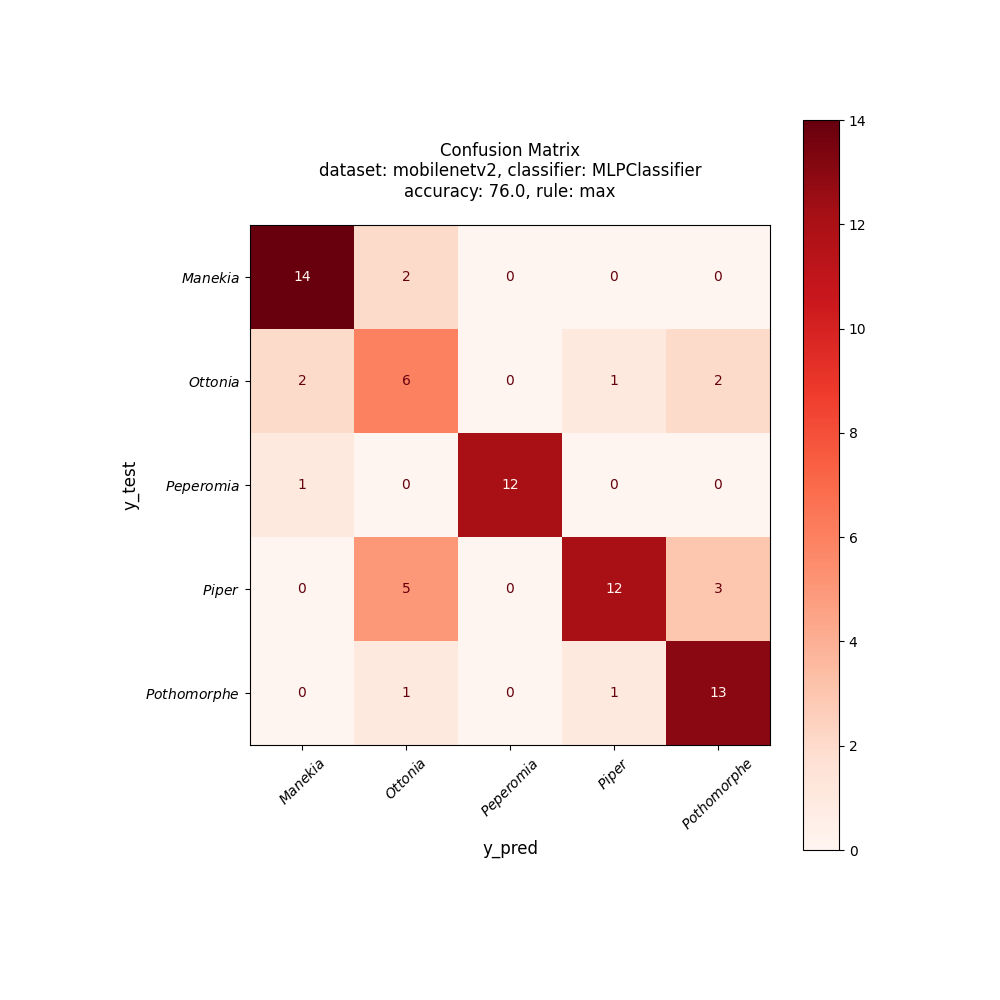 Confusion Matrix
dataset: mobilenetv2, classifier: MLPClassifier
accuracy: 76.0, rule: max
y_test
Manekia 14 2 0 0 0
Ottonia 2 6 0 1 2
Peperomia 1 0 12 0 0
Piper 0 5 0 12 3
Pothomorphe 0 1 0 1 13
Manekia Ottonia Peperomia Piper Pothomorphe
y_pred
14
12
10
8
6
4
2
0